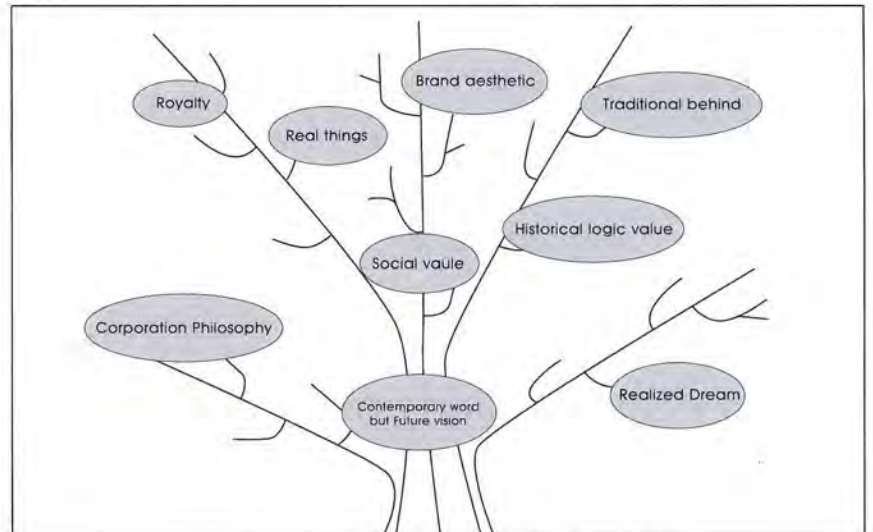 Brand aesthetic
Royalty
Traditional behind
Real things
Historical logic value
Social vaule
Corporation Philosophy
Realized Dream
Contemporary word
but Future vision